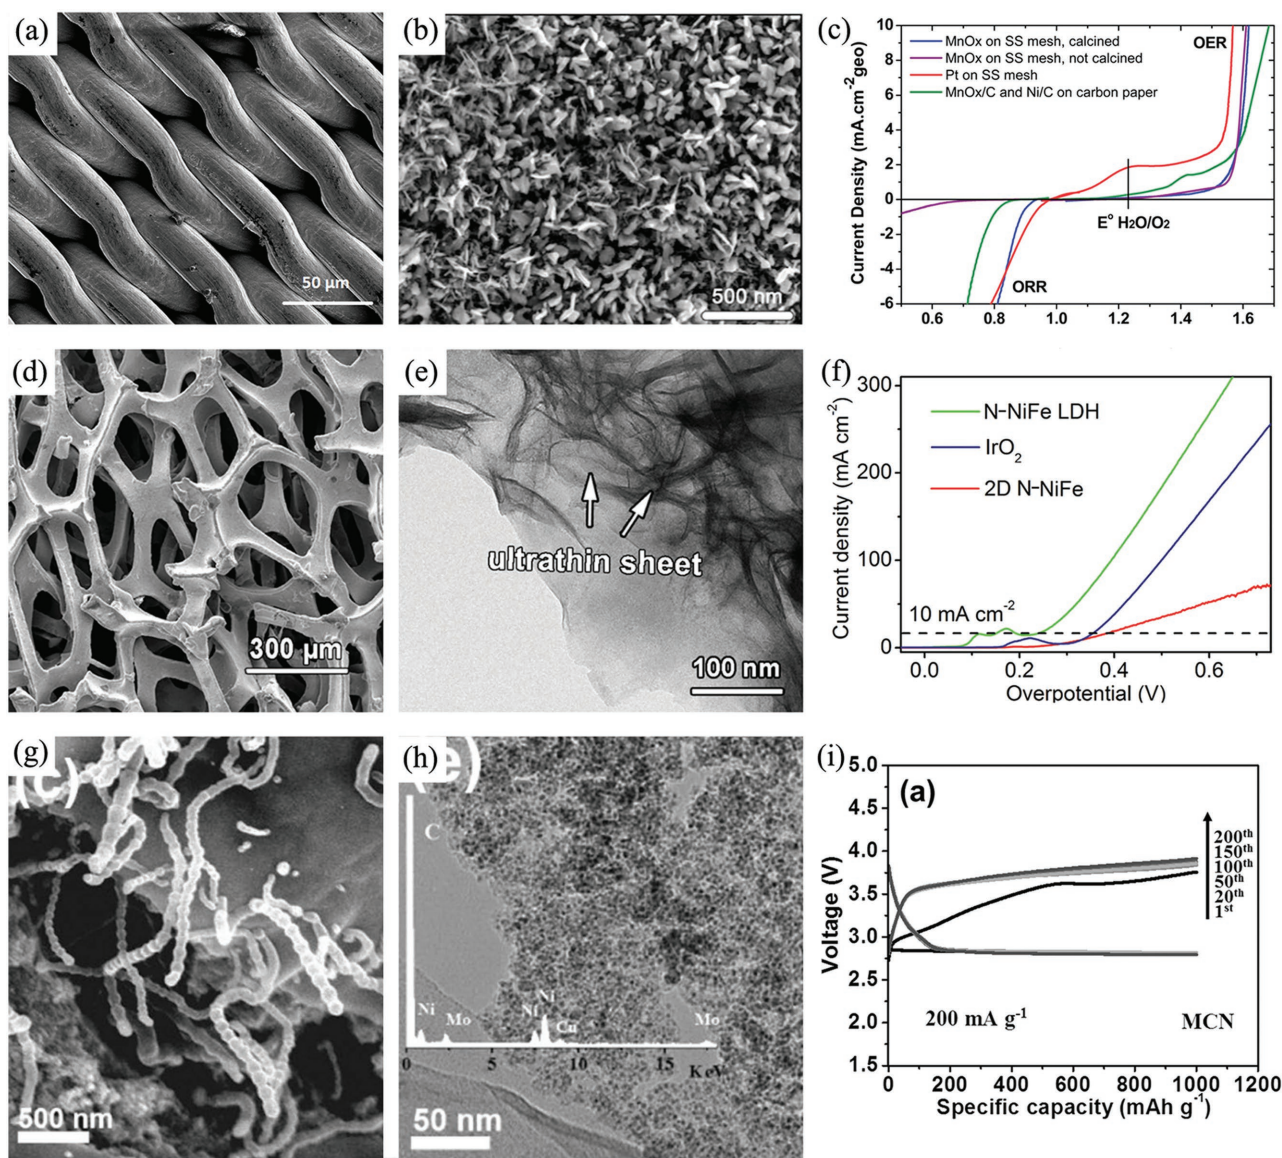 (a)
50 µm
(b)
500 nm
(c)
Current Density (mA.cm⁻² geo)
10
8
6
4
2
0
-2
-4
-6
MnOx on SS mesh, calcined
MnOx on SS mesh, not calcined
Pt on SS mesh
MnOx/C and Ni/C on carbon paper
OER
E° H₂O/O₂
ORR
0.6 0.8 1.0 1.2 1.4 1.6
(d)
300 µm
(e)
ultrathin sheet
100 nm
(f)
Current density (mA cm⁻²)
300
200
100
0
N-NiFe LDH
IrO₂
2D N-NiFe
10 mA cm⁻²
0.0 0.2 0.4 0.6
Overpotential (V)
(g)
(c)
500 nm
(h)
(e)
C
Ni Mo Ni Ni Cu Mo
0 5 10 15 KeV
50 nm
(i)
(a)
Voltage (V)
5.0
4.5
4.0
3.5
3.0
2.5
2.0
1.5
200th
150th
100th
50th
20th
1st
200 mA g⁻¹ MCN
0 200 400 600 800 1000 1200
Specific capacity (mAh g⁻¹)